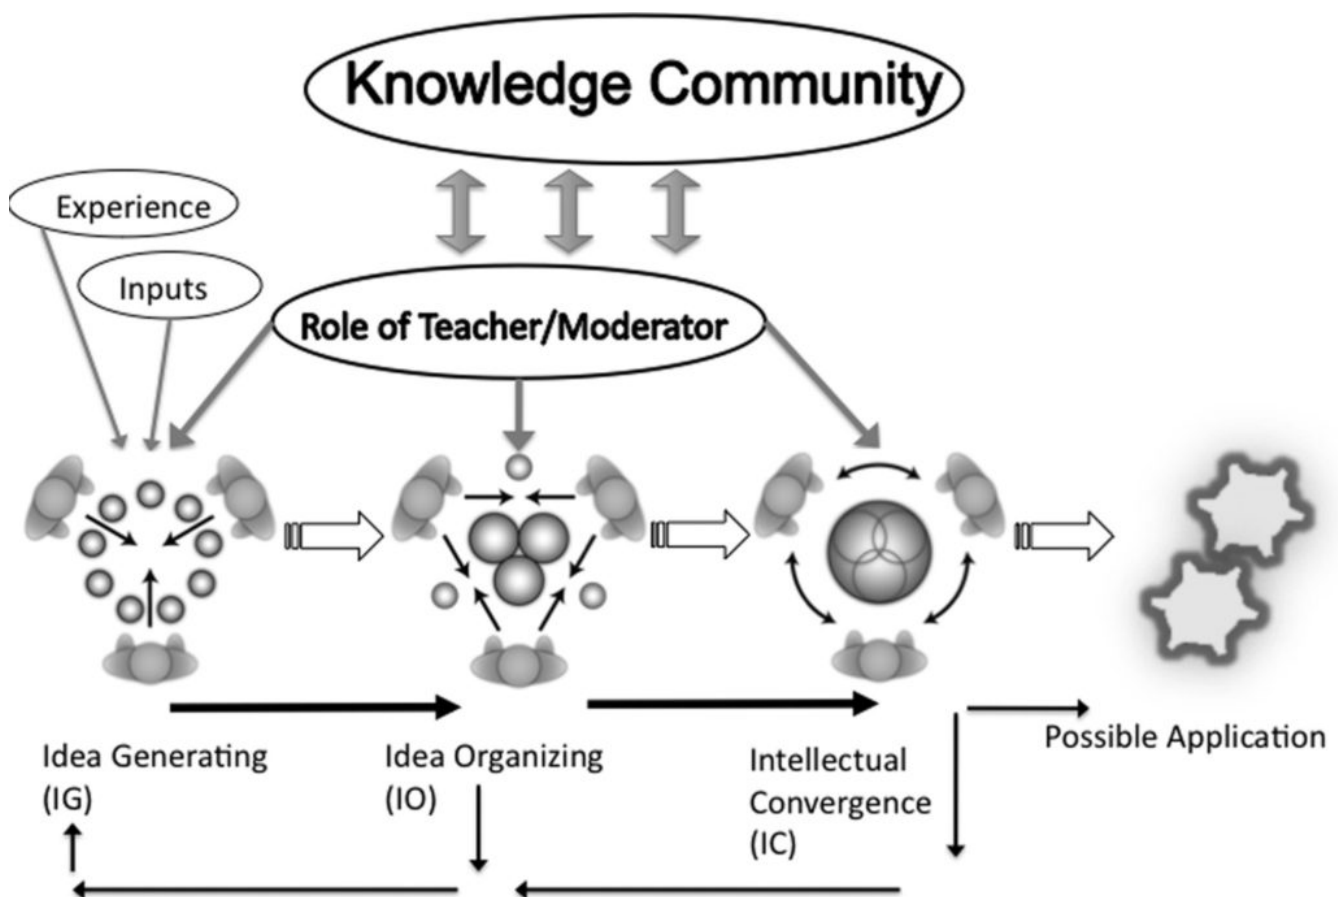 Knowledge Community
Experience
Inputs
Role of Teacher/Moderator
Idea Generating
(IG)
Idea Organizing
(IO)
Intellectual
Convergence
(IC)
Possible Application